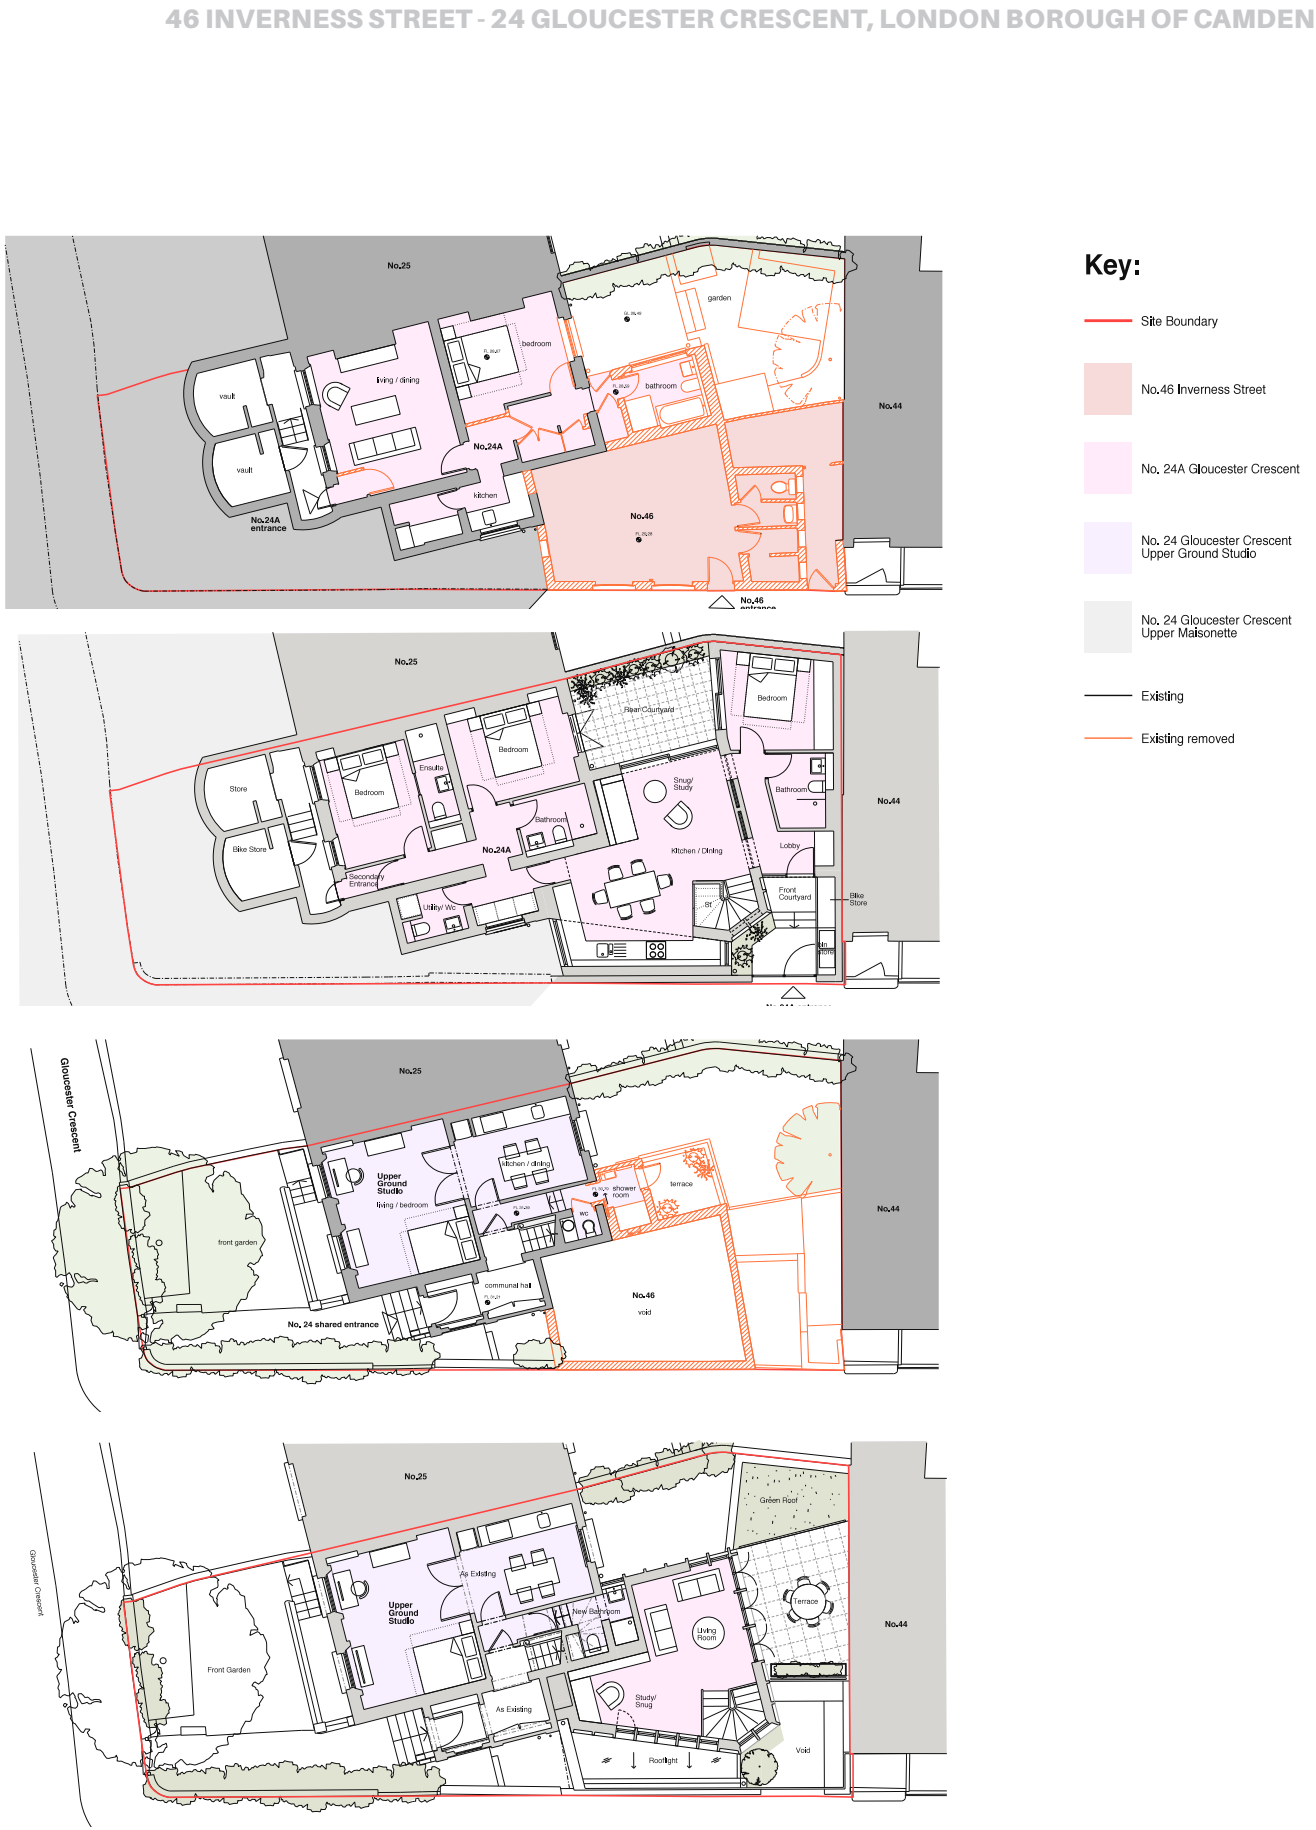 46 INVERNESS STREET - 24 GLOUCESTER CRESCENT, LONDON BOROUGH OF CAMDEN
Key:
Site Boundary
No.46 Inverness Street
No. 24A Gloucester Crescent
No. 24 Gloucester Crescent
Upper Ground Studio
No. 24 Gloucester Crescent
Upper Maisonette
Existing
Existing removed
No.25
garden
bedroom
living / dining
bathroom
vault
No.44
No.24A
vault
kitchen
No.46
No.24A
entrance
No.46
entrance
No.25
Bedroom
Rear Courtyard
Bedroom
Ensuite
Snug/
Study
Store
Bedroom
Bathroom
No.44
Bathroom
Bike Store
No.24A
Kitchen / Dining
Lobby
Secondary
Entrance
Front
Courtyard
Bike
Store
Utility/ Wc
St
bin
store
No.24A entrance
Gloucester Crescent
No.25
kitchen / dining
Upper
Ground
Studio
living / bedroom
shower
room
terrace
wc
No.44
front garden
communal hall
No.46
void
No. 24 shared entrance
No.25
Green Roof
Gloucester Crescent
As Existing
Upper
Ground
Studio
New Bathroom
Terrace
No.44
Living
Room
Front Garden
Study/
Snug
As Existing
Void
Rooflight